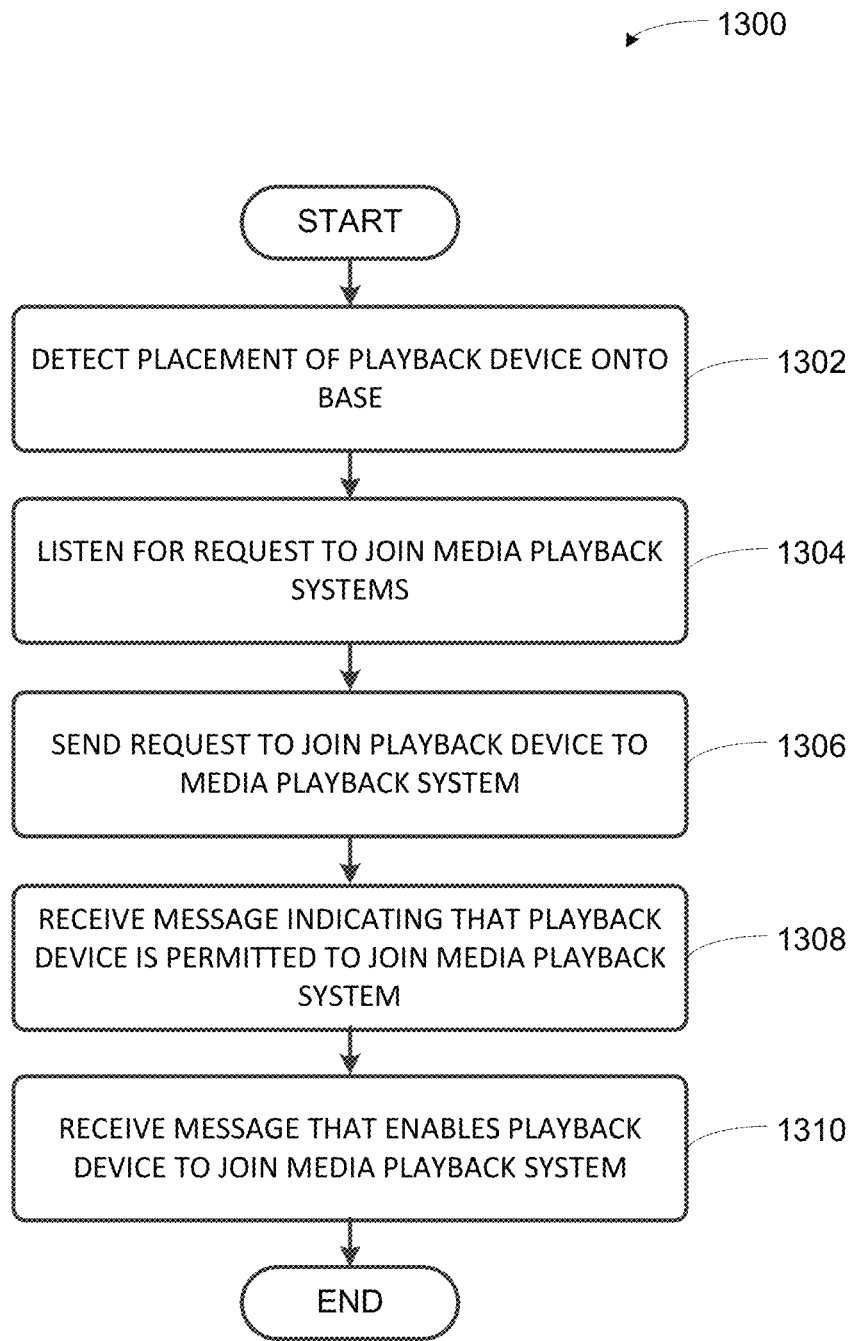 1300
START
DETECT PLACEMENT OF PLAYBACK DEVICE ONTO
BASE
1302
LISTEN FOR REQUEST TO JOIN MEDIA PLAYBACK
SYSTEMS
1304
SEND REQUEST TO JOIN PLAYBACK DEVICE TO
MEDIA PLAYBACK SYSTEM
1306
RECEIVE MESSAGE INDICATING THAT PLAYBACK
DEVICE IS PERMITTED TO JOIN MEDIA PLAYBACK
SYSTEM
1308
RECEIVE MESSAGE THAT ENABLES PLAYBACK
DEVICE TO JOIN MEDIA PLAYBACK SYSTEM
1310
END